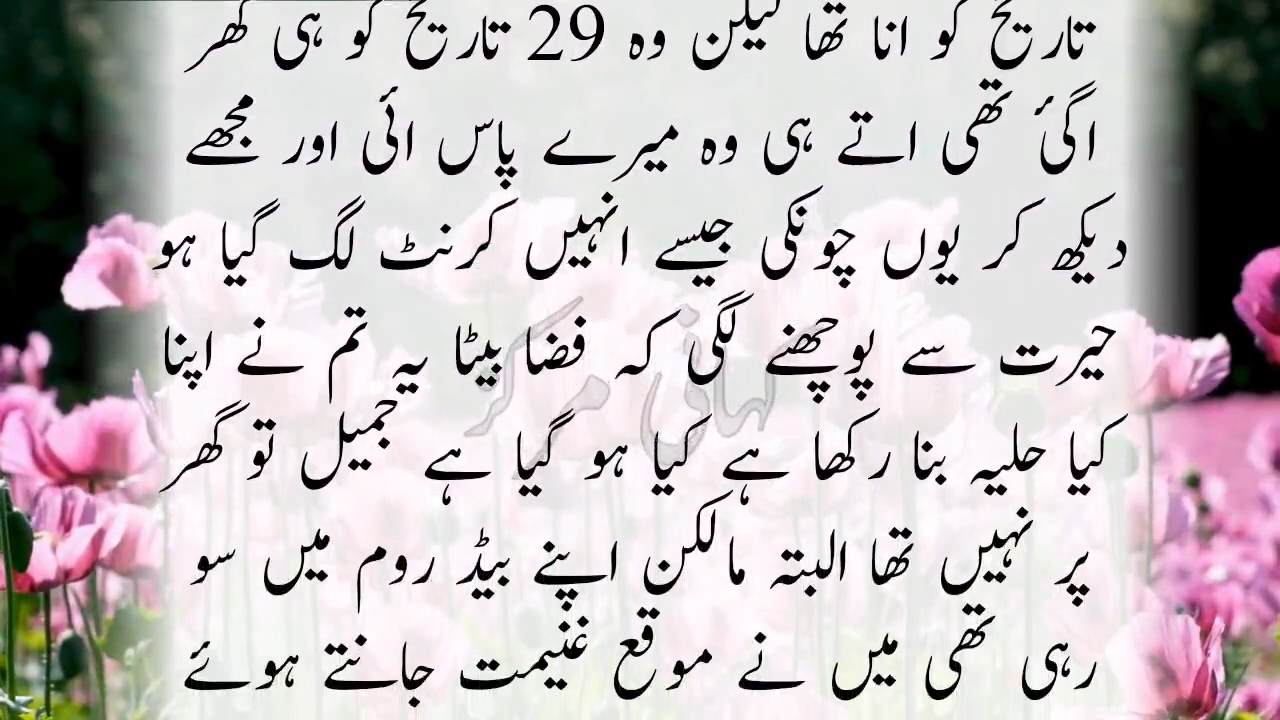 تاریخ کو انا تھا لیکن وہ 29 تاریخ کو ہی گھر
اگئ تھی اتے ہی وہ میرے پاس ائی اور مجھے
دیکھ کر یوں چونکی جیسے انہیں کرنٹ لگ گیا ہو
حیرت سے پوچھنے لگی کہ فضا بیٹا یہ تم نے اپنا
کیا حلیہ بنا رکھا ہے کیا ہو گیا ہے جمیل تو گھر
پر نہیں تھا البتہ مالکن اپنے بیڈ روم میں سو
رہی تھی میں نے موقع غنیمت جانتے ہوئے
کہانی مرکز